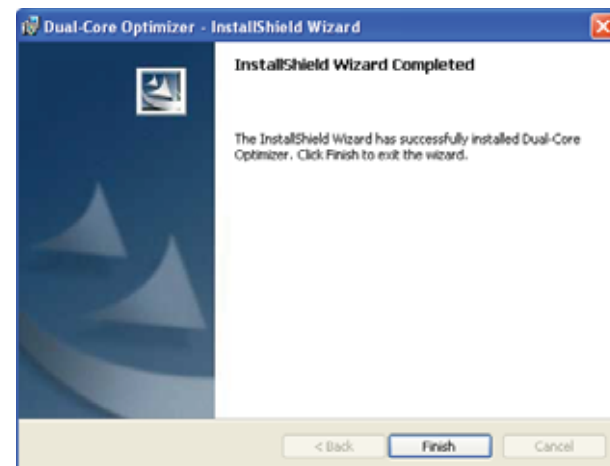 Dual-Core Optimizer - InstallShield Wizard
InstallShield Wizard Completed
The InstallShield Wizard has successfully installed Dual-Core
Optimizer. Click Finish to exit the wizard.
< Back Finish Cancel